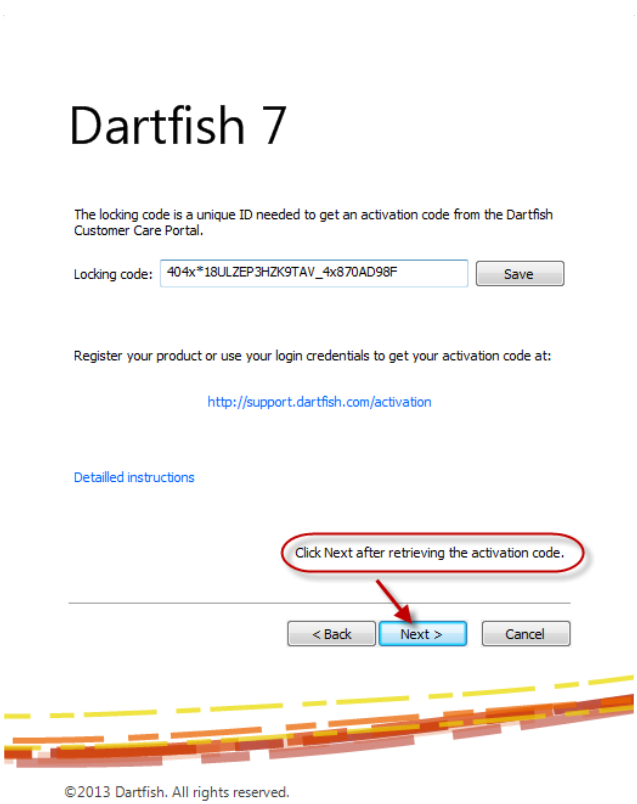 Dartfish 7
The locking code is a unique ID needed to get an activation code from the Dartfish
Customer Care Portal.
Locking code: 404x*18ULZEP3HZK9TAV_4x870AD98F Save
Register your product or use your login credentials to get your activation code at:
http://support.dartfish.com/activation
Detailled instructions
Click Next after retrieving the activation code.
< Back Next > Cancel
©2013 Dartfish. All rights reserved.